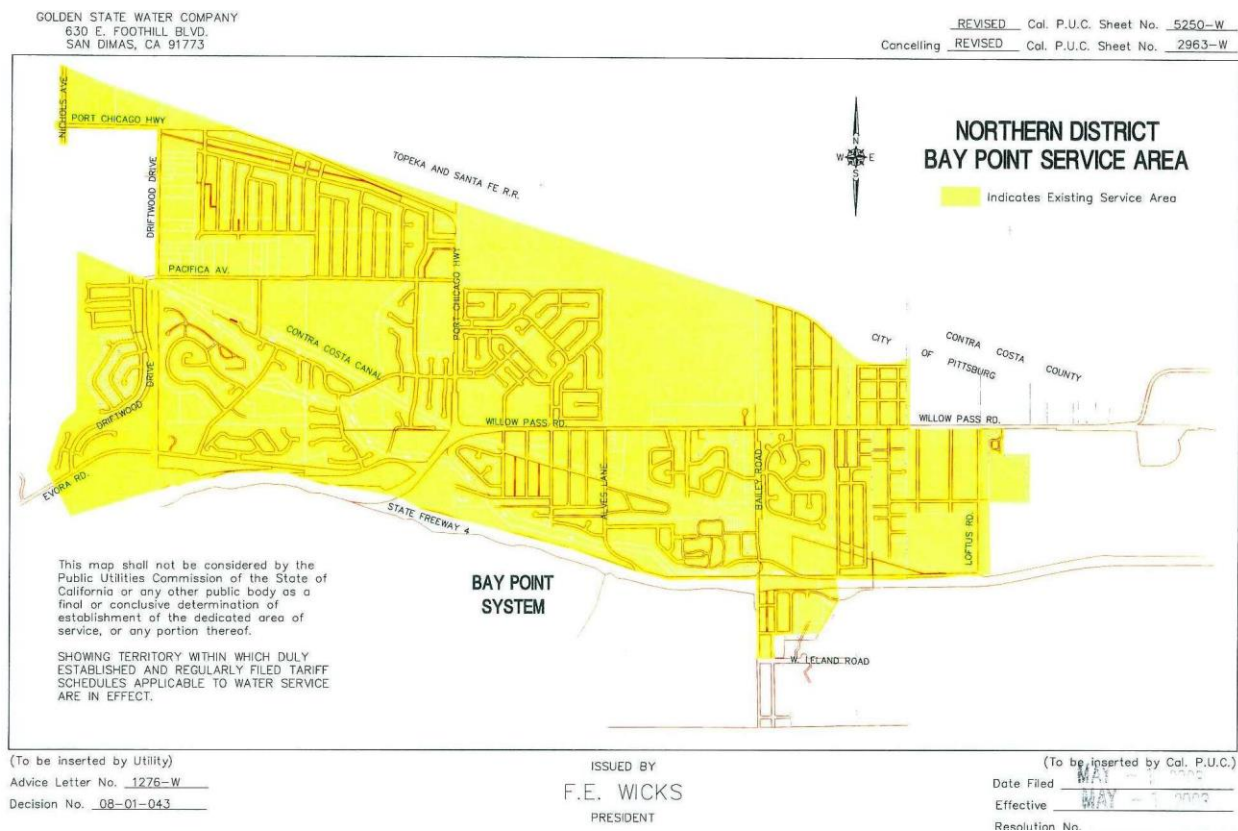 GOLDEN STATE WATER COMPANY
630 E. FOOTHILL BLVD.
SAN DIMAS, CA 91773
REVISED Cal. P.U.C. Sheet No. 5250-W
Cancelling REVISED Cal. P.U.C. Sheet No. 2963-W
NORTHERN DISTRICT
BAY POINT SERVICE AREA
Indicates Existing Service Area
N
W E
S
NICHOLS AVE
PORT CHICAGO HWY
TOPEKA AND SANTA FE R.R.
DRIFTWOOD DRIVE
PACIFICA AV.
PORT CHICAGO HWY
CONTRA COSTA CANAL
DRIFTWOOD DRIVE
CITY OF PITTSBURG
CONTRA COSTA COUNTY
WILLOW PASS RD.
WILLOW PASS RD.
EVORA RD.
STATE FREEWAY 4
ALVES LANE
BAILEY ROAD
LOFTUS RD.
W. LELAND ROAD
BAY POINT
SYSTEM
This map shall not be considered by the
Public Utilities Commission of the State of
California or any other public body as a
final or conclusive determination of
establishment of the dedicated area of
service, or any portion thereof.
SHOWING TERRITORY WITHIN WHICH DULY
ESTABLISHED AND REGULARLY FILED TARIFF
SCHEDULES APPLICABLE TO WATER SERVICE
ARE IN EFFECT.
(To be inserted by Utility)
Advice Letter No. 1276-W
Decision No. 08-01-043
ISSUED BY
F.E. WICKS
PRESIDENT
(To be inserted by Cal. P.U.C.)
Date Filed MAY
Effective MAY
Resolution No.